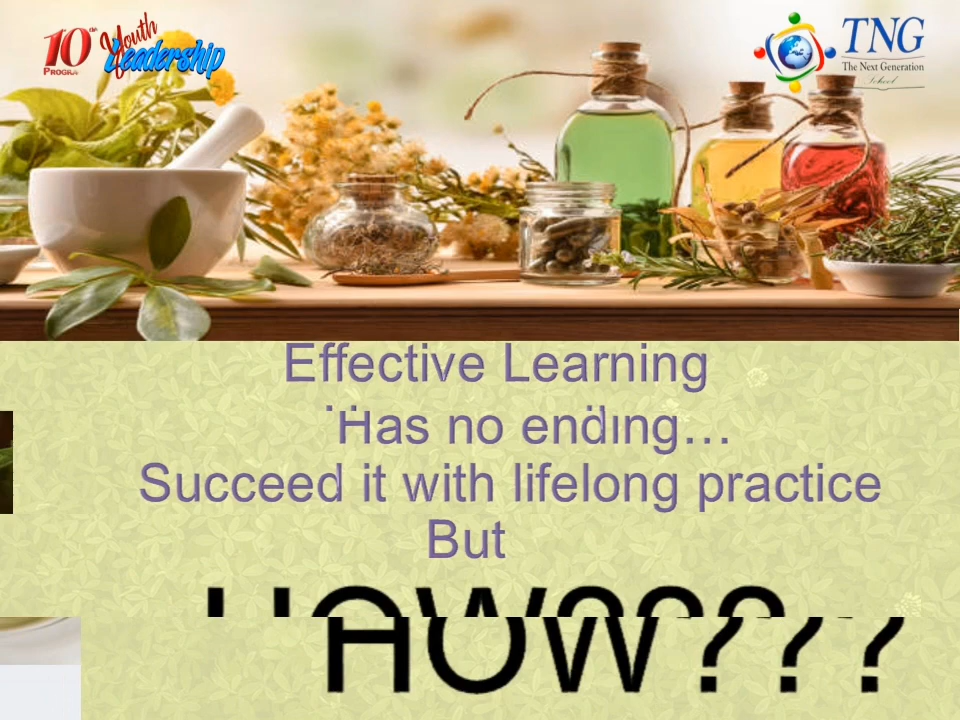 10th Youth
PROGRA Leadership
TNG
The Next Generation
School
Effective Learning
Has no ending…
Succeed it with lifelong practice
But
HOW???